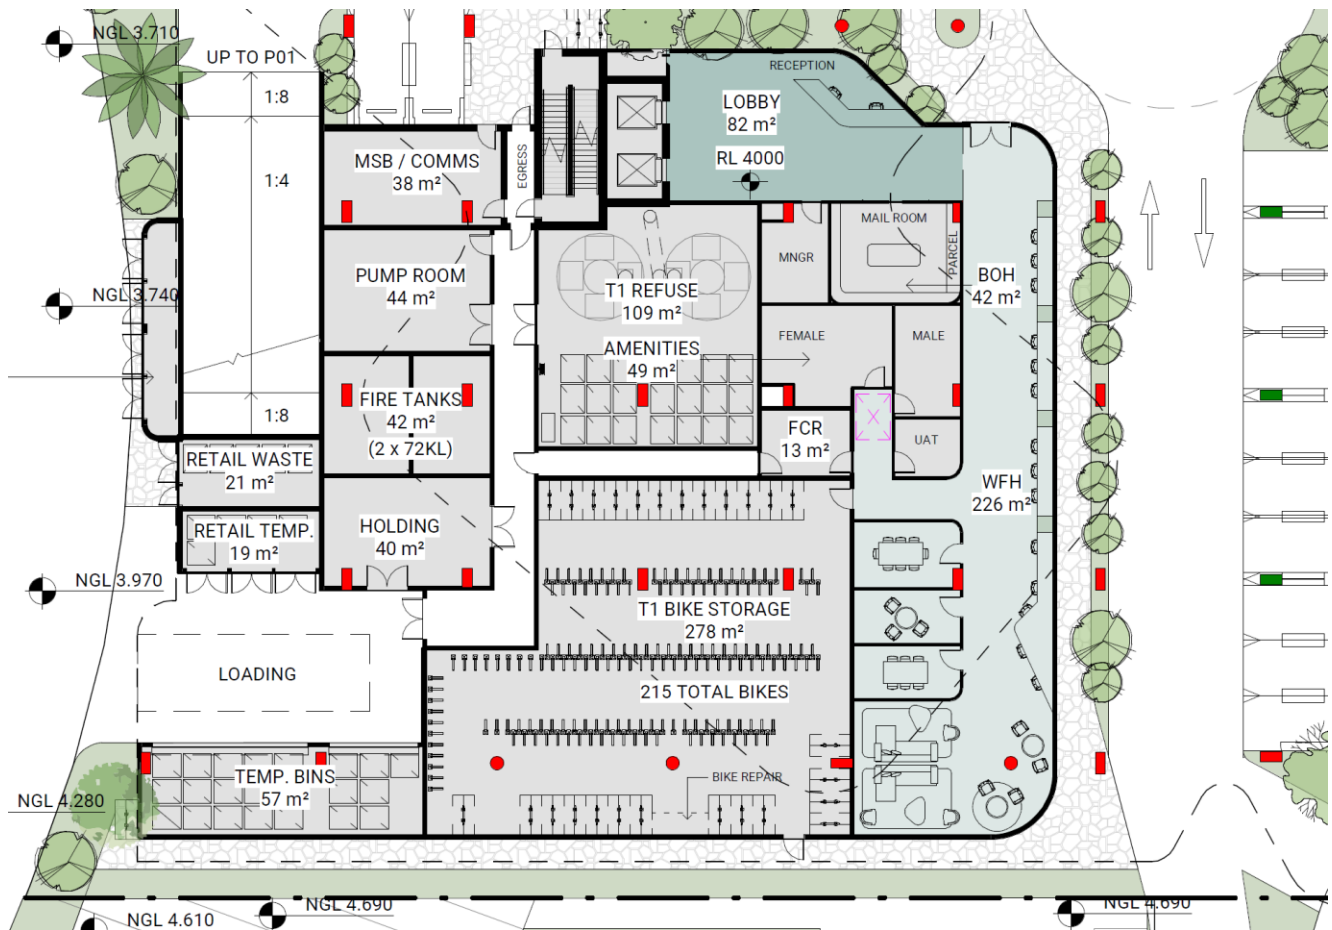 NGL 3.710
UP TO P01
1:8
1:4
1:8
RECEPTION
LOBBY
82 m²
RL 4000
MSB / COMMS
38 m²
EGRESS
MAIL ROOM
PARCEL
MNGR
PUMP ROOM
44 m²
NGL 3.740
T1 REFUSE
109 m²
BOH
42 m²
AMENITIES
49 m²
FEMALE
MALE
FIRE TANKS
42 m²
(2 x 72KL)
FCR
13 m²
UAT
RETAIL WASTE
21 m²
WFH
226 m²
RETAIL TEMP.
19 m²
HOLDING
40 m²
NGL 3.970
T1 BIKE STORAGE
278 m²
LOADING
215 TOTAL BIKES
TEMP. BINS
57 m²
BIKE REPAIR
NGL 4.280
NGL 4.690
NGL 4.690
NGL 4.610